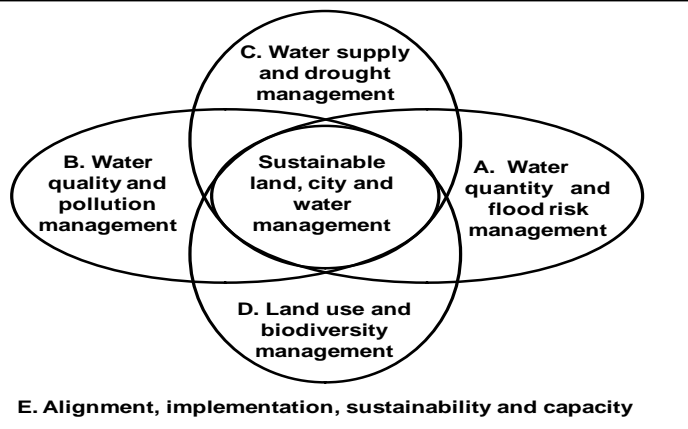 C. Water supply
and drought
management
B. Water
quality and
pollution
management
Sustainable
land, city and
water
management
A. Water
quantity and
flood risk
management
D. Land use and
biodiversity
management
E. Alignment, implementation, sustainability and capacity